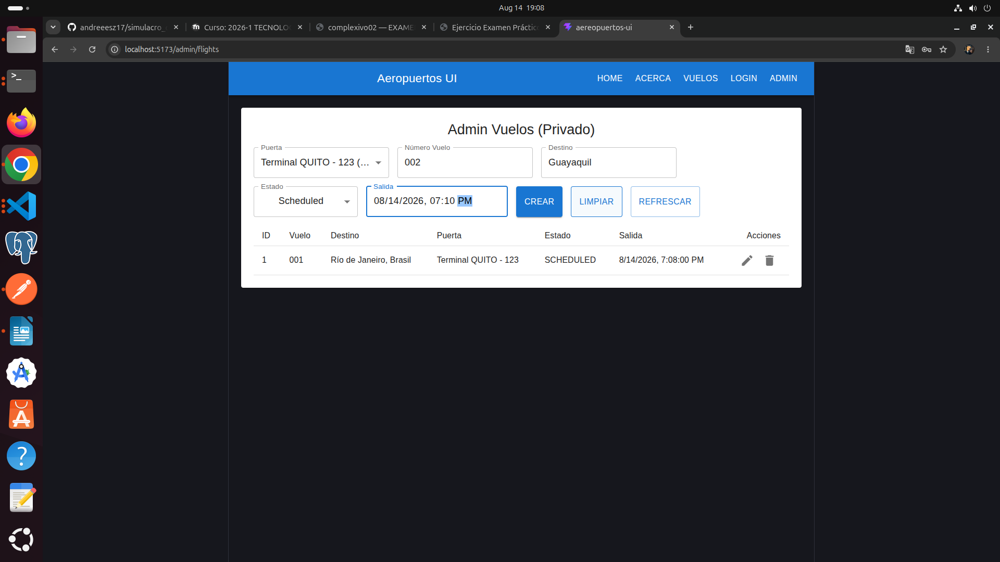 Aug 14 19:08
andreeesz17/simulacro_
Curso: 2026-1 TECNOLO
complexivo02 — EXAME
Ejercicio Examen Práctic
aereopuertos-ui
localhost:5173/admin/flights
Aeropuertos UI
HOME
ACERCA
VUELOS
LOGIN
ADMIN
Admin Vuelos (Privado)
Puerta
Terminal QUITO - 123 (...
Número Vuelo
002
Destino
Guayaquil
Estado
Scheduled
Salida
08/14/2026, 07:10 PM
CREAR
LIMPIAR
REFRESCAR
ID Vuelo Destino Puerta Estado Salida Acciones
1 001 Río de Janeiro, Brasil Terminal QUITO - 123 SCHEDULED 8/14/2026, 7:08:00 PM